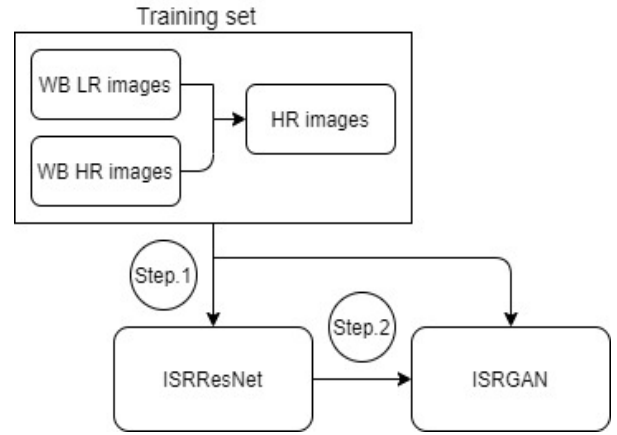 Training set
WB LR images
HR images
WB HR images
Step.1
Step.2
ISRResNet
ISRGAN